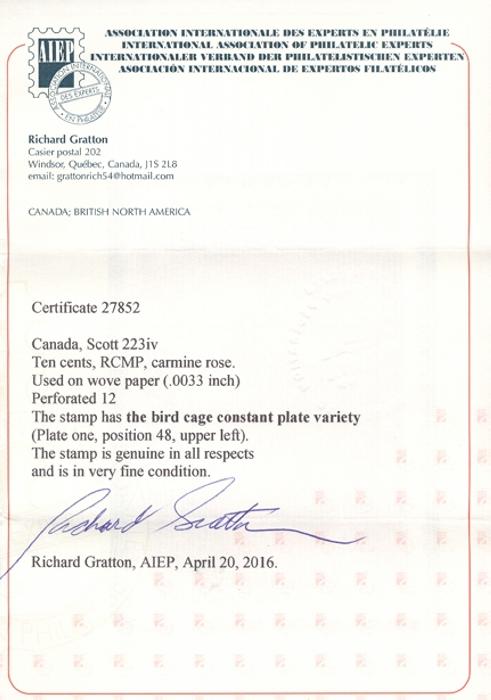 ASSOCIATION INTERNATIONALE DES EXPERTS EN PHILATÉLIE
INTERNATIONAL ASSOCIATION OF PHILATELIC EXPERTS
INTERNATIONALER VERBAND DER PHILATELISTISCHEN EXPERTEN
ASOCIACIÓN INTERNACIONAL DE EXPERTOS FILATÉLICOS
AIEP
ASSOCIATION INTERNATIONALE
DES EXPERTS
EN PHILATÉLIE
Richard Gratton
Casier postal 202
Windsor, Québec, Canada, J1S 2L8
email: grattonrich54@hotmail.com
CANADA; BRITISH NORTH AMERICA
Certificate 27852
Canada, Scott 223iv
Ten cents, RCMP, carmine rose.
Used on wove paper (.0033 inch)
Perforated 12
The stamp has the bird cage constant plate variety
(Plate one, position 48, upper left).
The stamp is genuine in all respects
and is in very fine condition.
Richard Gratton
Richard Gratton, AIEP, April 20, 2016.